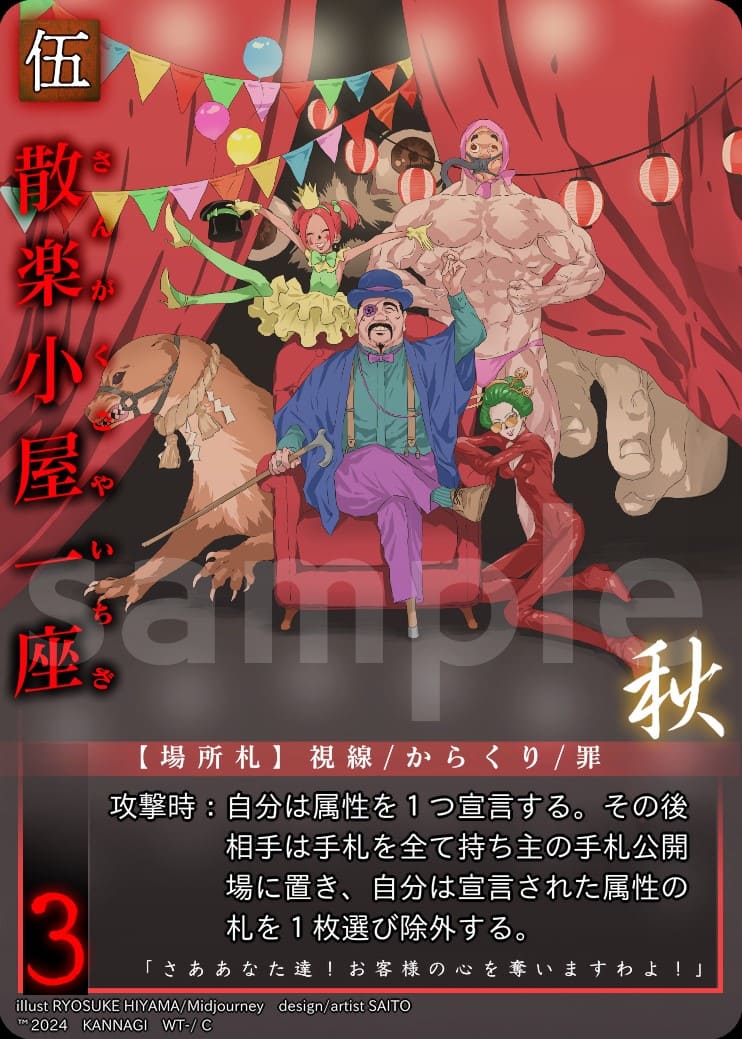 伍
散楽小屋一座
さんがくごやいちざ
sample
秋
【場所札】視線/からくり/罪
攻撃時：自分は属性を１つ宣言する。その後
相手は手札を全て持ち主の手札公開
場に置き、自分は宣言された属性の
札を１枚選び除外する。
3
「さああなた達！お客様の心を奪いますわよ！」
illust RYOSUKE HIYAMA/Midjourney design/artist SAITO
™2024 KANNAGI WT-/ C